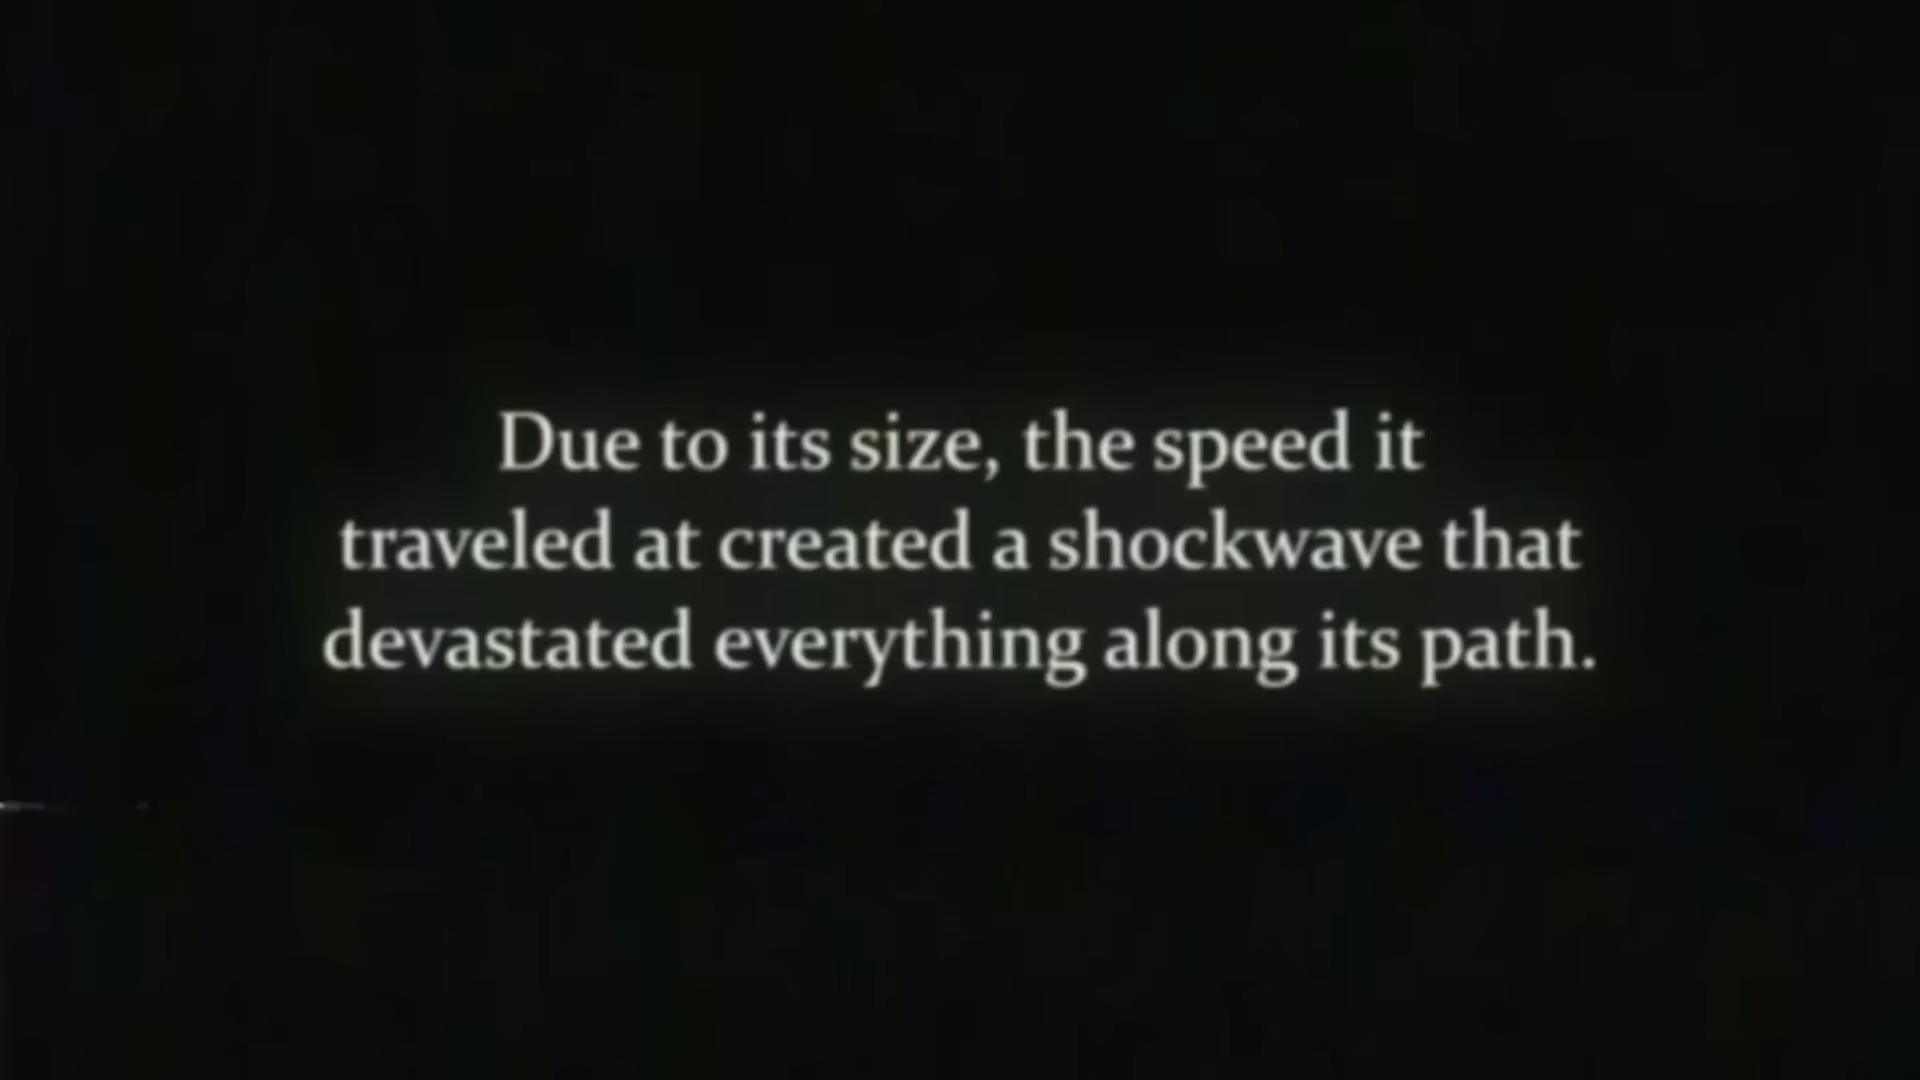 Due to its size, the speed it
traveled at created a shockwave that
devastated everything along its path.